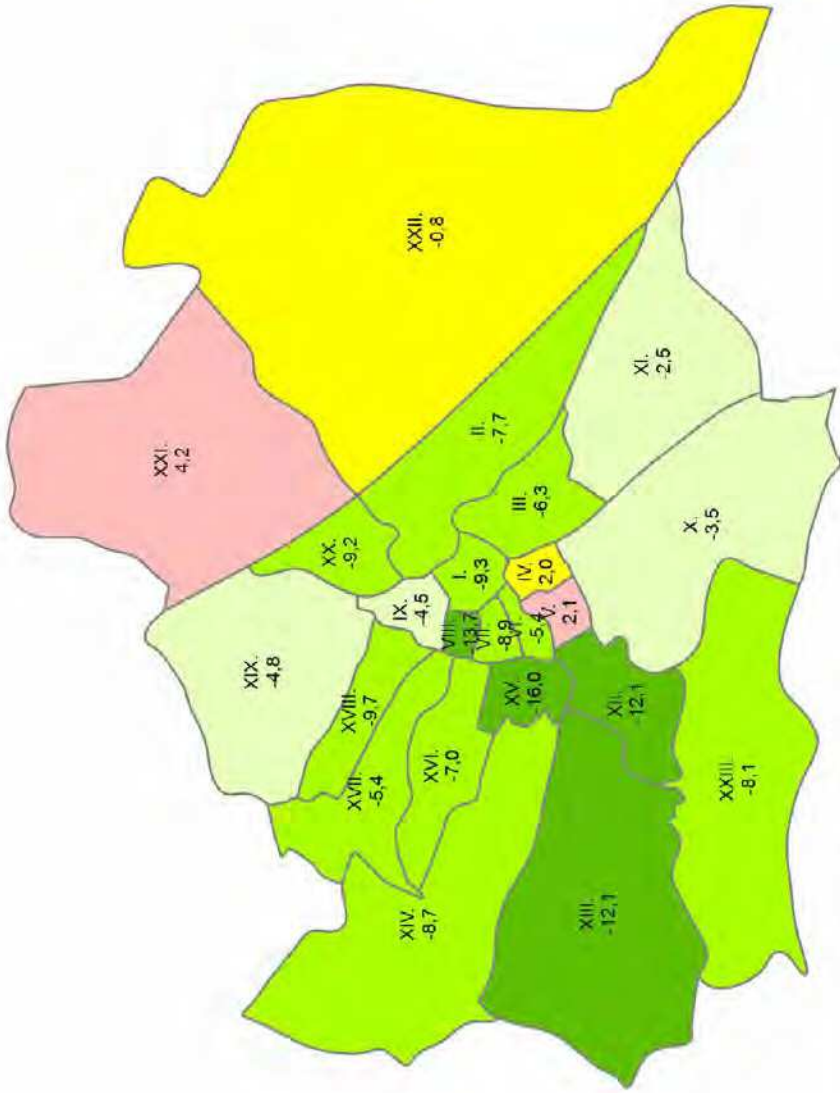 XXI.
4,2
XXII.
-0,8
XX.
-9,2
II.
-7,7
XIX.
-4,8
IX.
-4,5
I.
-9,3
III.
-6,3
XI.
-2,5
XVIII.
-9,7
VIII.
-13,7
VII.
-8,9
VI.
-5,4
IV.
2,0
V.
2,1
X.
-3,5
XVII.
-5,4
XVI.
-7,0
XV.
-16,0
XII.
-12,1
XIV.
-8,7
XIII.
-12,1
XXIII.
-8,1